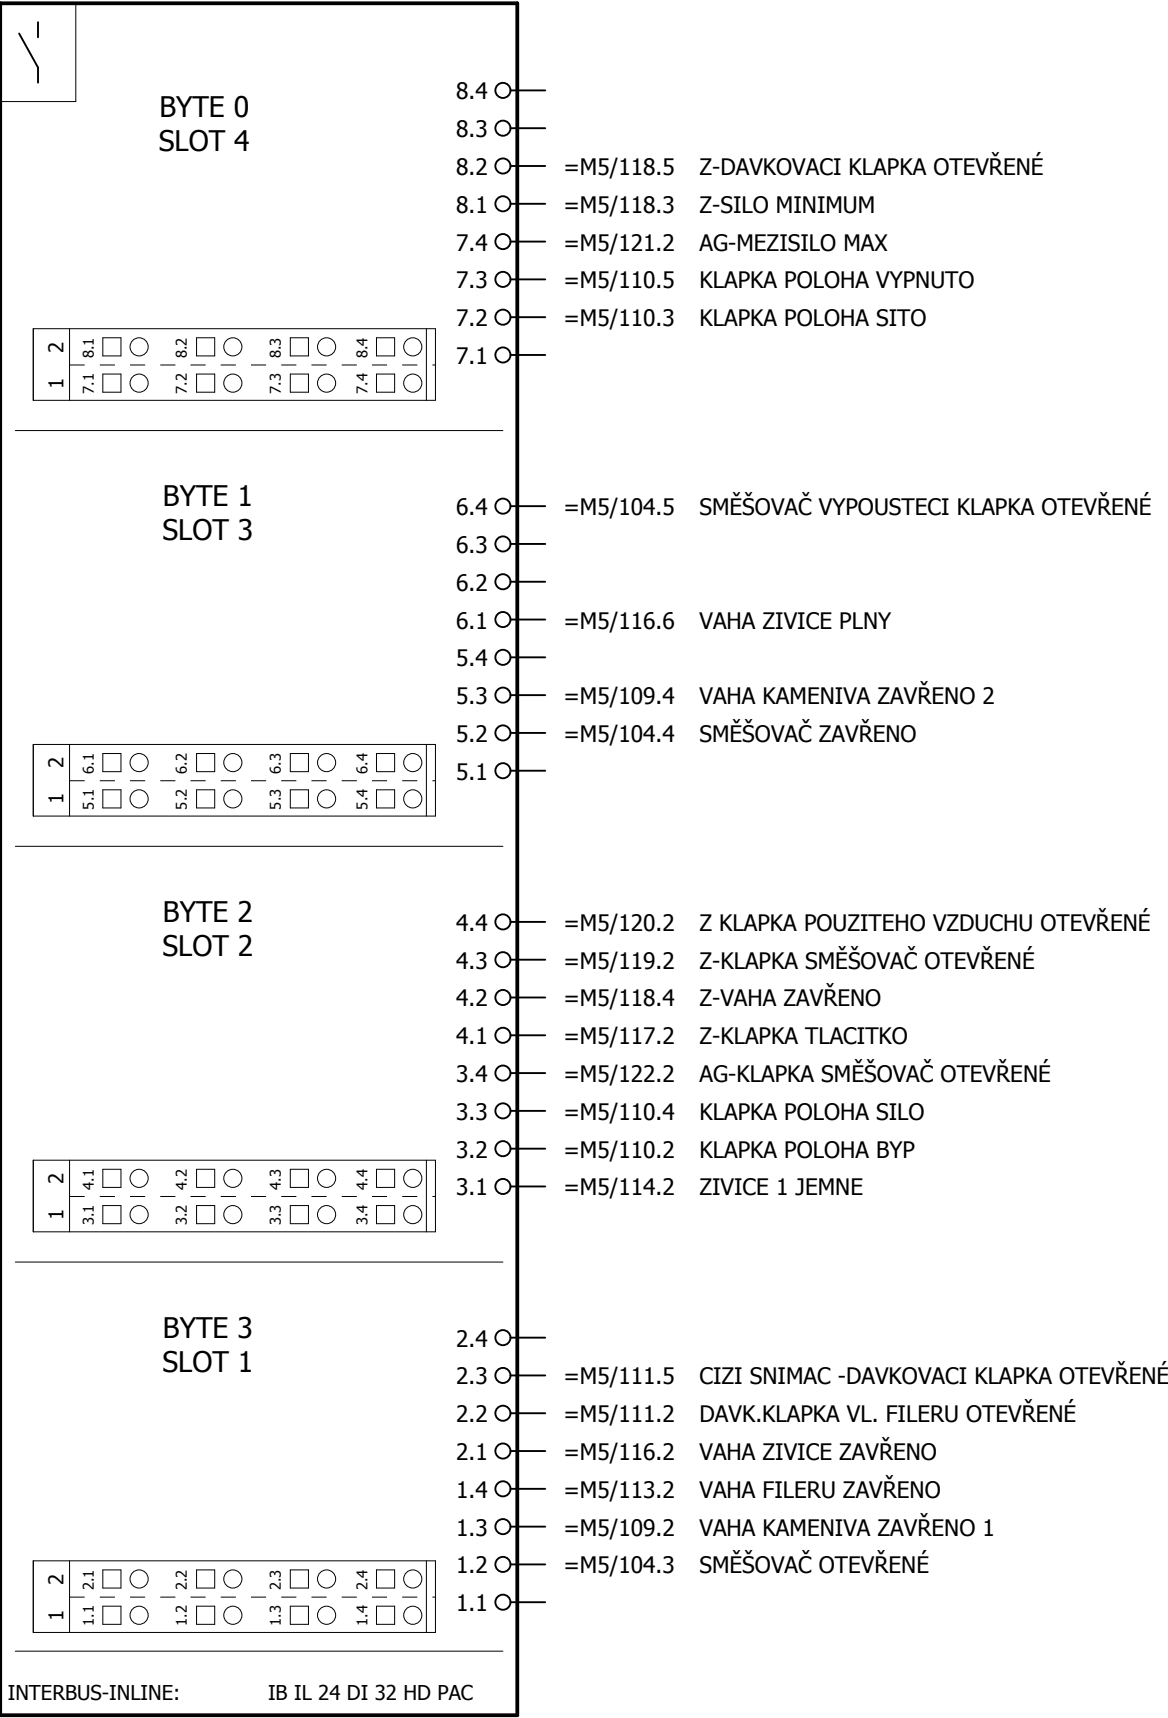 BYTE 0
SLOT 4
8.4
8.3
8.2 =M5/118.5 Z-DAVKOVACI KLAPKA OTEVŘENÉ
8.1 =M5/118.3 Z-SILO MINIMUM
7.4 =M5/121.2 AG-MEZISILO MAX
7.3 =M5/110.5 KLAPKA POLOHA VYPNUTO
7.2 =M5/110.3 KLAPKA POLOHA SITO
7.1
2 8.1 8.2 8.3 8.4
1 7.1 7.2 7.3 7.4
BYTE 1
SLOT 3
6.4 =M5/104.5 SMĚŠOVAČ VYPOUSTECI KLAPKA OTEVŘENÉ
6.3
6.2
6.1 =M5/116.6 VAHA ZIVICE PLNY
5.4
5.3 =M5/109.4 VAHA KAMENIVA ZAVŘENO 2
5.2 =M5/104.4 SMĚŠOVAČ ZAVŘENO
5.1
2 6.1 6.2 6.3 6.4
1 5.1 5.2 5.3 5.4
BYTE 2
SLOT 2
4.4 =M5/120.2 Z KLAPKA POUZITEHO VZDUCHU OTEVŘENÉ
4.3 =M5/119.2 Z-KLAPKA SMĚŠOVAČ OTEVŘENÉ
4.2 =M5/118.4 Z-VAHA ZAVŘENO
4.1 =M5/117.2 Z-KLAPKA TLACITKO
3.4 =M5/122.2 AG-KLAPKA SMĚŠOVAČ OTEVŘENÉ
3.3 =M5/110.4 KLAPKA POLOHA SILO
3.2 =M5/110.2 KLAPKA POLOHA BYP
3.1 =M5/114.2 ZIVICE 1 JEMNE
2 4.1 4.2 4.3 4.4
1 3.1 3.2 3.3 3.4
BYTE 3
SLOT 1
2.4
2.3 =M5/111.5 CIZI SNIMAC -DAVKOVACI KLAPKA OTEVŘENÉ
2.2 =M5/111.2 DAVK.KLAPKA VL. FILERU OTEVŘENÉ
2.1 =M5/116.2 VAHA ZIVICE ZAVŘENO
1.4 =M5/113.2 VAHA FILERU ZAVŘENO
1.3 =M5/109.2 VAHA KAMENIVA ZAVŘENO 1
1.2 =M5/104.3 SMĚŠOVAČ OTEVŘENÉ
1.1
2 2.1 2.2 2.3 2.4
1 1.1 1.2 1.3 1.4
INTERBUS-INLINE: IB IL 24 DI 32 HD PAC